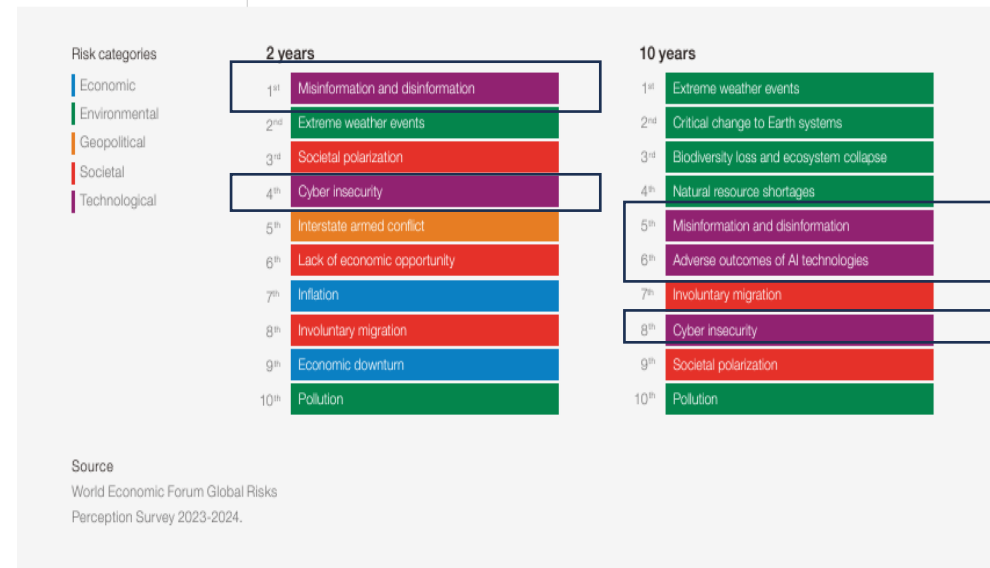 Risk categories
Economic
Environmental
Geopolitical
Societal
Technological
2 years
1st Misinformation and disinformation
2nd Extreme weather events
3rd Societal polarization
4th Cyber insecurity
5th Interstate armed conflict
6th Lack of economic opportunity
7th Inflation
8th Involuntary migration
9th Economic downturn
10th Pollution
10 years
1st Extreme weather events
2nd Critical change to Earth systems
3rd Biodiversity loss and ecosystem collapse
4th Natural resource shortages
5th Misinformation and disinformation
6th Adverse outcomes of AI technologies
7th Involuntary migration
8th Cyber insecurity
9th Societal polarization
10th Pollution
Source
World Economic Forum Global Risks
Perception Survey 2023-2024.